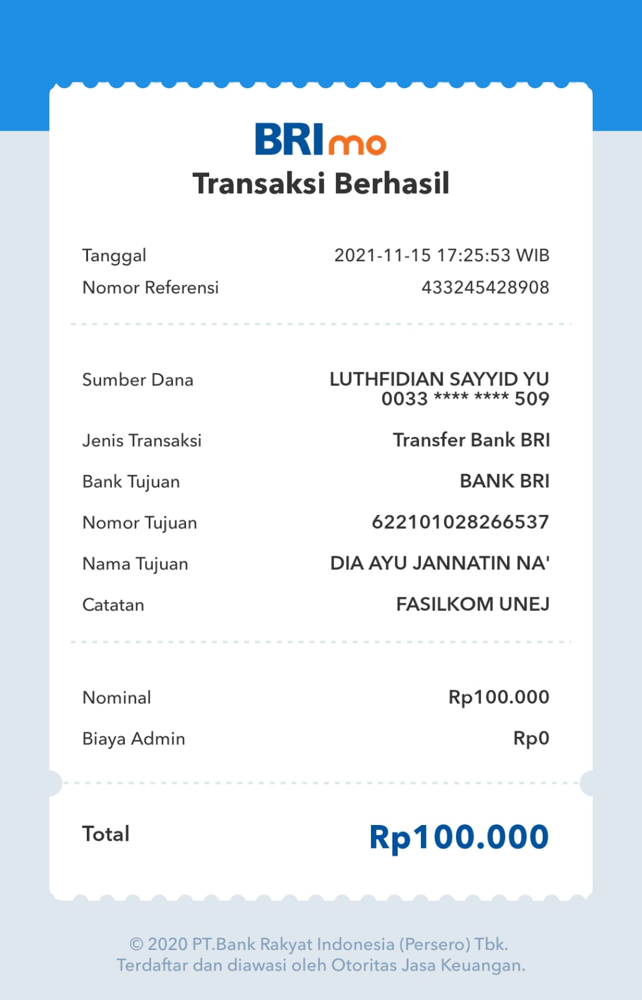 BRImo
Transaksi Berhasil
Tanggal 2021-11-15 17:25:53 WIB
Nomor Referensi 433245428908
Sumber Dana LUTHFIDIAN SAYYID YU
0033 **** **** 509
Jenis Transaksi Transfer Bank BRI
Bank Tujuan BANK BRI
Nomor Tujuan 622101028266537
Nama Tujuan DIA AYU JANNATIN NA'
Catatan FASILKOM UNEJ
Nominal Rp100.000
Biaya Admin Rp0
Total Rp100.000
© 2020 PT.Bank Rakyat Indonesia (Persero) Tbk.
Terdaftar dan diawasi oleh Otoritas Jasa Keuangan.